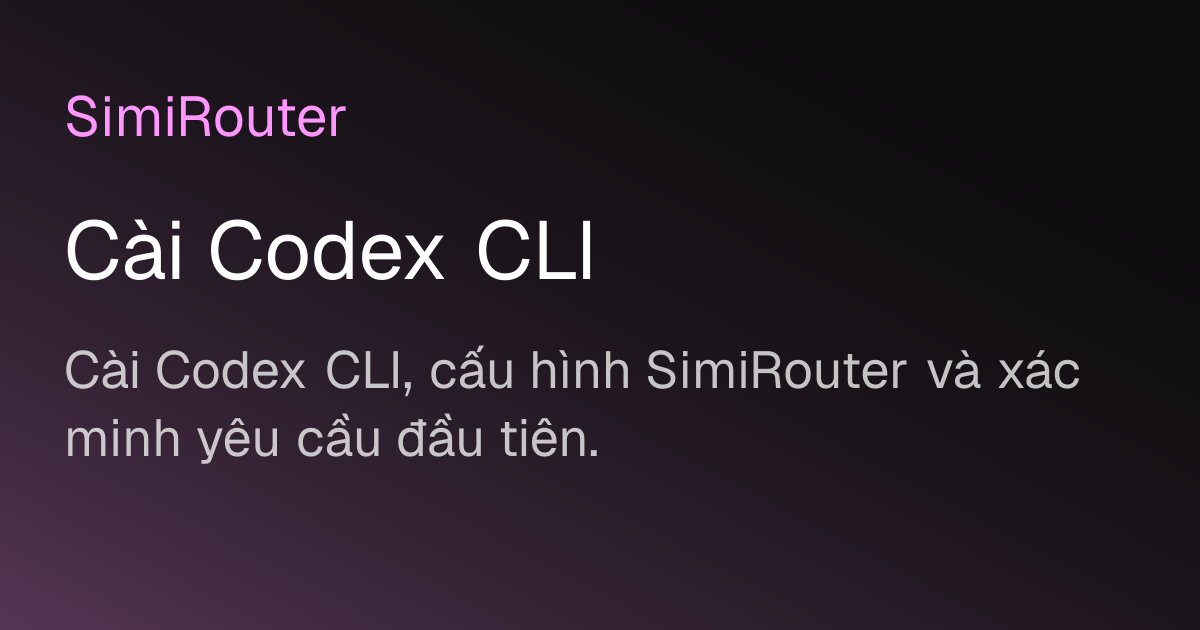 SimiRouter
Cài Codex CLI
Cài Codex CLI, cấu hình SimiRouter và xác
minh yêu cầu đầu tiên.